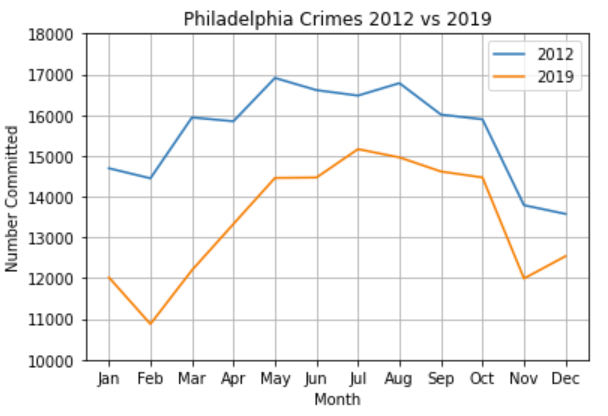 Philadelphia Crimes 2012 vs 2019
18000
17000
16000
15000
14000
13000
12000
11000
10000
Number Committed
2012
2019
Jan Feb Mar Apr May Jun Jul Aug Sep Oct Nov Dec
Month